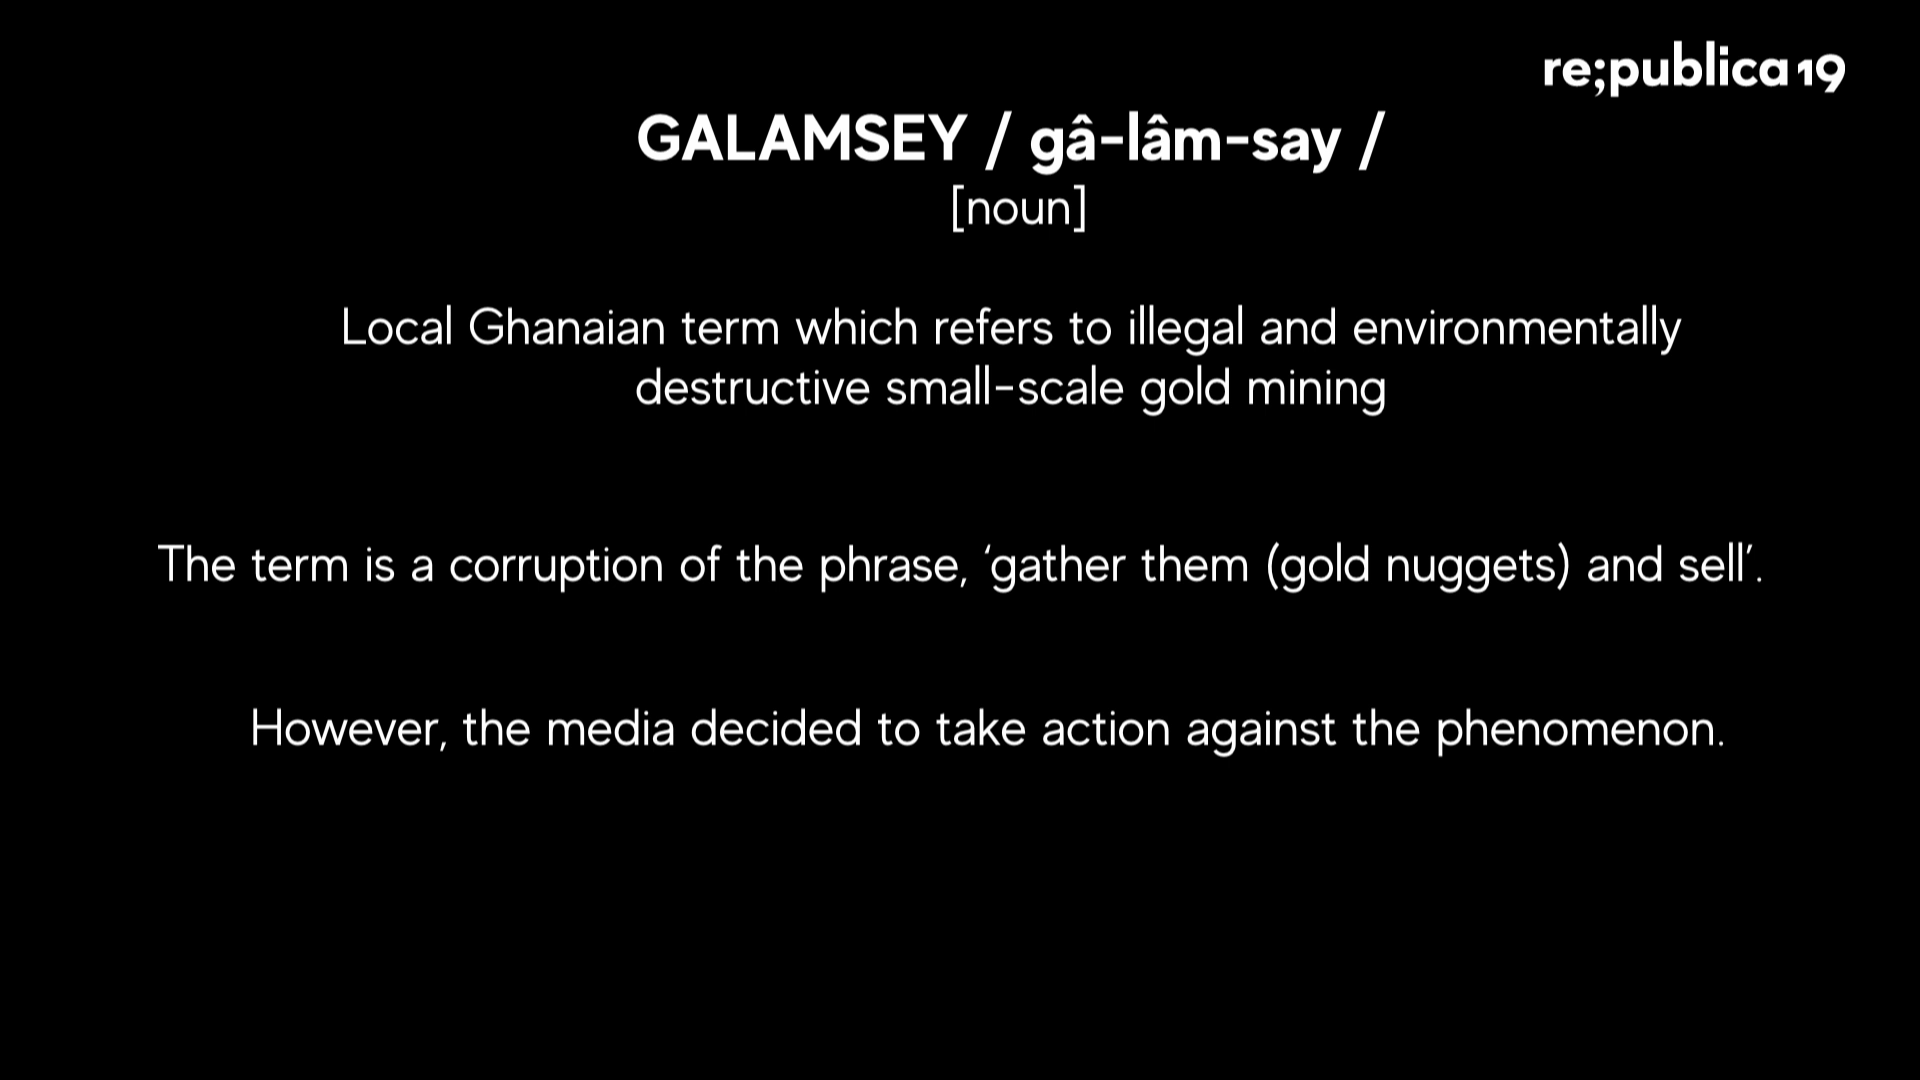 re;publica 19
GALAMSEY / gâ-lâm-say /
[noun]
Local Ghanaian term which refers to illegal and environmentally
destructive small-scale gold mining
The term is a corruption of the phrase, ‘gather them (gold nuggets) and sell’.
However, the media decided to take action against the phenomenon.